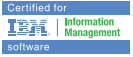 Certified for
IBM Information
Management
software